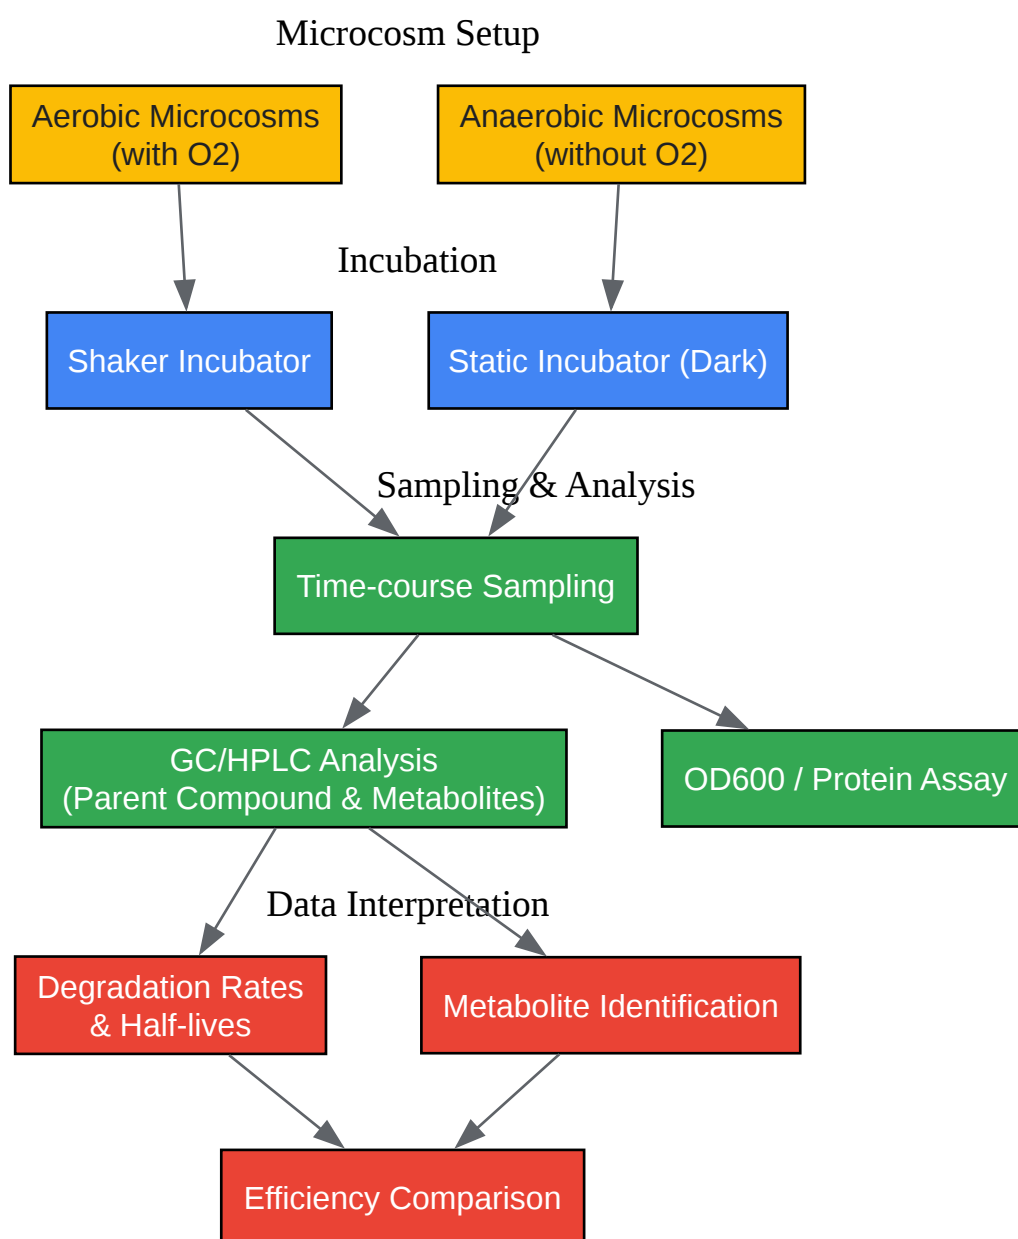 Microcosm Setup
Aerobic Microcosms
(with O2)
Anaerobic Microcosms
(without O2)
Incubation
Shaker Incubator
Static Incubator (Dark)
Sampling & Analysis
Time-course Sampling
GC/HPLC Analysis
(Parent Compound & Metabolites)
OD600 / Protein Assay
Data Interpretation
Degradation Rates
& Half-lives
Metabolite Identification
Efficiency Comparison